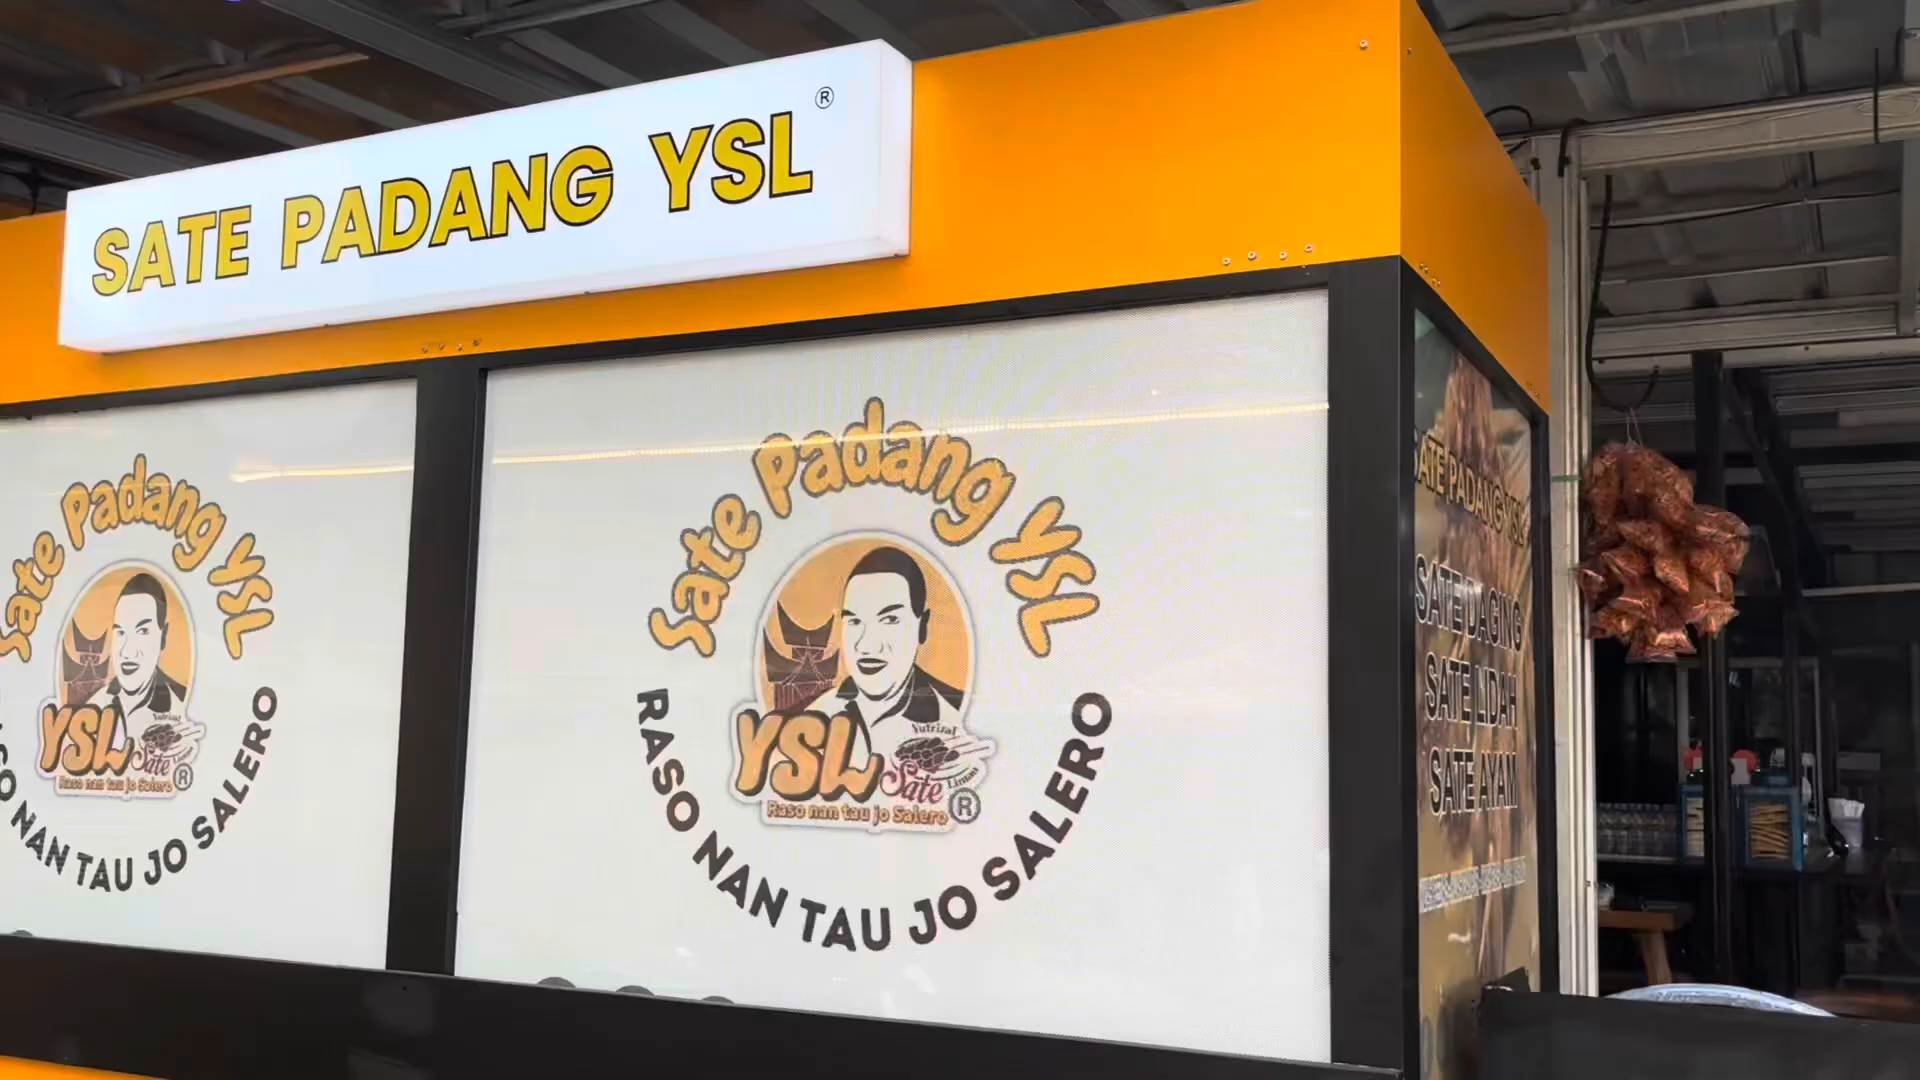 SATE PADANG YSL ®
Sate Padang YSL
YSL Sate ®
Raso nan tau jo Salero
RASO NAN TAU JO SALERO
Sate Padang YSL
Yutrizal
YSL Sate ®
Raso nan tau jo Salero
RASO NAN TAU JO SALERO
SATE PADANG YSL
SATE DAGING
SATE LIDAH
SATE AYAM